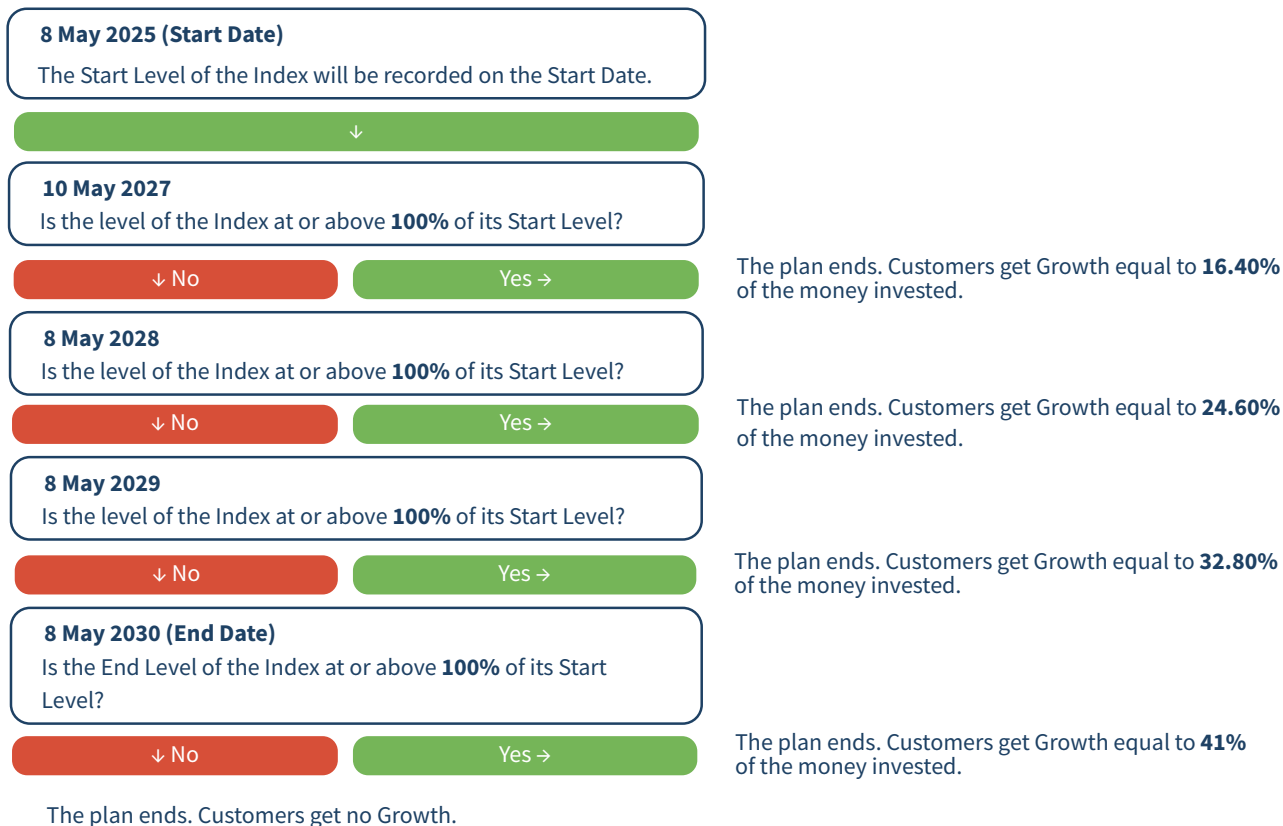 8 May 2025 (Start Date)
The Start Level of the Index will be recorded on the Start Date.
↓
10 May 2027
Is the level of the Index at or above 100% of its Start Level?
↓ No
Yes →
The plan ends. Customers get Growth equal to 16.40%
of the money invested.
8 May 2028
Is the level of the Index at or above 100% of its Start Level?
↓ No
Yes →
The plan ends. Customers get Growth equal to 24.60%
of the money invested.
8 May 2029
Is the level of the Index at or above 100% of its Start Level?
↓ No
Yes →
The plan ends. Customers get Growth equal to 32.80%
of the money invested.
8 May 2030 (End Date)
Is the End Level of the Index at or above 100% of its Start
Level?
↓ No
Yes →
The plan ends. Customers get Growth equal to 41%
of the money invested.
The plan ends. Customers get no Growth.